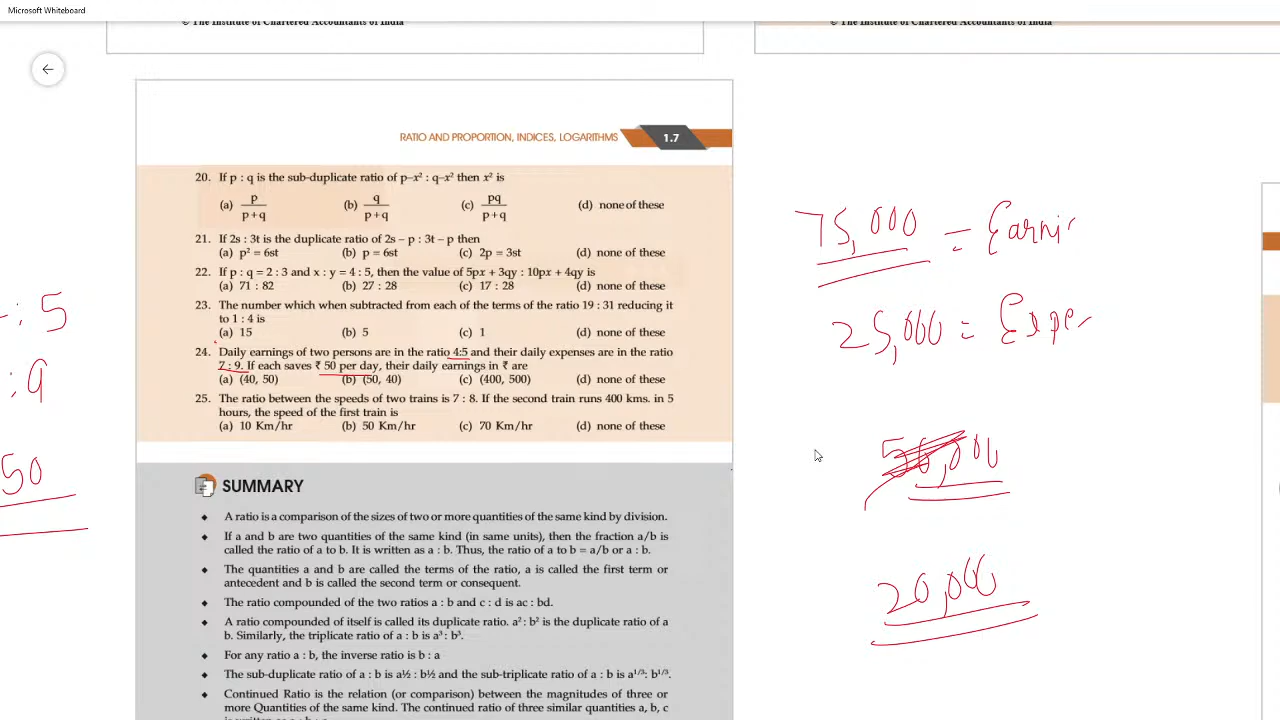 Microsoft Whiteboard
© The Institute of Chartered Accountants of India
© The Institute of Chartered Accountants of India
RATIO AND PROPORTION, INDICES, LOGARITHMS 1.7
20. If p : q is the sub-duplicate ratio of p–x² : q–x² then x² is
(a) p/p+q (b) q/p+q (c) pq/p+q (d) none of these
21. If 2s : 3t is the duplicate ratio of 2s – p : 3t – p then
(a) p² = 6st (b) p = 6st (c) 2p = 3st (d) none of these
22. If p : q = 2 : 3 and x : y = 4 : 5, then the value of 5px + 3qy : 10px + 4qy is
(a) 71 : 82 (b) 27 : 28 (c) 17 : 28 (d) none of these
23. The number which when subtracted from each of the terms of the ratio 19 : 31 reducing it
to 1 : 4 is
(a) 15 (b) 5 (c) 1 (d) none of these
24. Daily earnings of two persons are in the ratio 4:5 and their daily expenses are in the ratio
7 : 9. If each saves ₹ 50 per day, their daily earnings in ₹ are
(a) (40, 50) (b) (50, 40) (c) (400, 500) (d) none of these
25. The ratio between the speeds of two trains is 7 : 8. If the second train runs 400 kms. in 5
hours, the speed of the first train is
(a) 10 Km/hr (b) 50 Km/hr (c) 70 Km/hr (d) none of these
SUMMARY
♦ A ratio is a comparison of the sizes of two or more quantities of the same kind by division.
♦ If a and b are two quantities of the same kind (in same units), then the fraction a/b is
called the ratio of a to b. It is written as a : b. Thus, the ratio of a to b = a/b or a : b.
♦ The quantities a and b are called the terms of the ratio, a is called the first term or
antecedent and b is called the second term or consequent.
♦ The ratio compounded of the two ratios a : b and c : d is ac : bd.
♦ A ratio compounded of itself is called its duplicate ratio. a² : b² is the duplicate ratio of a :
b. Similarly, the triplicate ratio of a : b is a³ : b³.
♦ For any ratio a : b, the inverse ratio is b : a
♦ The sub-duplicate ratio of a : b is a½ : b½ and the sub-triplicate ratio of a : b is a¹/³: b¹/³.
♦ Continued Ratio is the relation (or comparison) between the magnitudes of three or
more Quantities of the same kind. The continued ratio of three similar quantities a, b, c
: 5
: 9
50
75,000 = Earni
25,000 = Expe
50,000
20,000